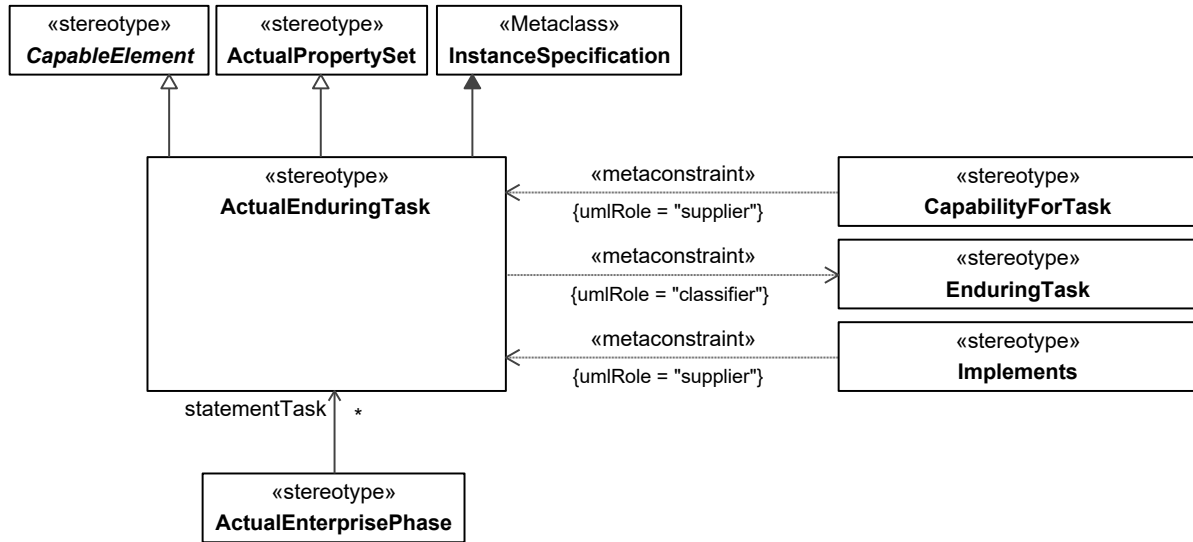 «stereotype»
CapableElement
«stereotype»
ActualPropertySet
«Metaclass»
InstanceSpecification
«stereotype»
ActualEnduringTask
«metaconstraint»
{umlRole = "supplier"}
«stereotype»
CapabilityForTask
«metaconstraint»
{umlRole = "classifier"}
«stereotype»
EnduringTask
«metaconstraint»
{umlRole = "supplier"}
«stereotype»
Implements
statementTask
*
«stereotype»
ActualEnterprisePhase